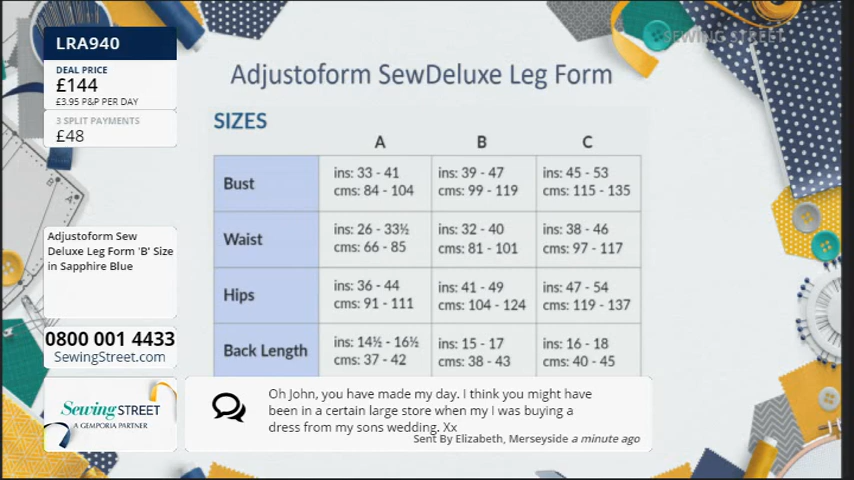 LRA940
DEAL PRICE
£144
£3.95 P&P PER DAY
3 SPLIT PAYMENTS
£48
Adjustoform Sew
Deluxe Leg Form 'B' Size
in Sapphire Blue
0800 001 4433
SewingStreet.com
Sewing STREET
A GEMPORIA PARTNER
SEWING STREET
Adjustoform SewDeluxe Leg Form
SIZES
A B C
Bust
ins: 33 - 41
cms: 84 - 104
ins: 39 - 47
cms: 99 - 119
ins: 45 - 53
cms: 115 - 135
Waist
ins: 26 - 33½
cms: 66 - 85
ins: 32 - 40
cms: 81 - 101
ins: 38 - 46
cms: 97 - 117
Hips
ins: 36 - 44
cms: 91 - 111
ins: 41 - 49
cms: 104 - 124
ins: 47 - 54
cms: 119 - 137
Back Length
ins: 14½ - 16½
cms: 37 - 42
ins: 15 - 17
cms: 38 - 43
ins: 16 - 18
cms: 40 - 45
Oh John, you have made my day. I think you might have
been in a certain large store when my I was buying a
dress from my sons wedding. Xx
Sent By Elizabeth, Merseyside a minute ago